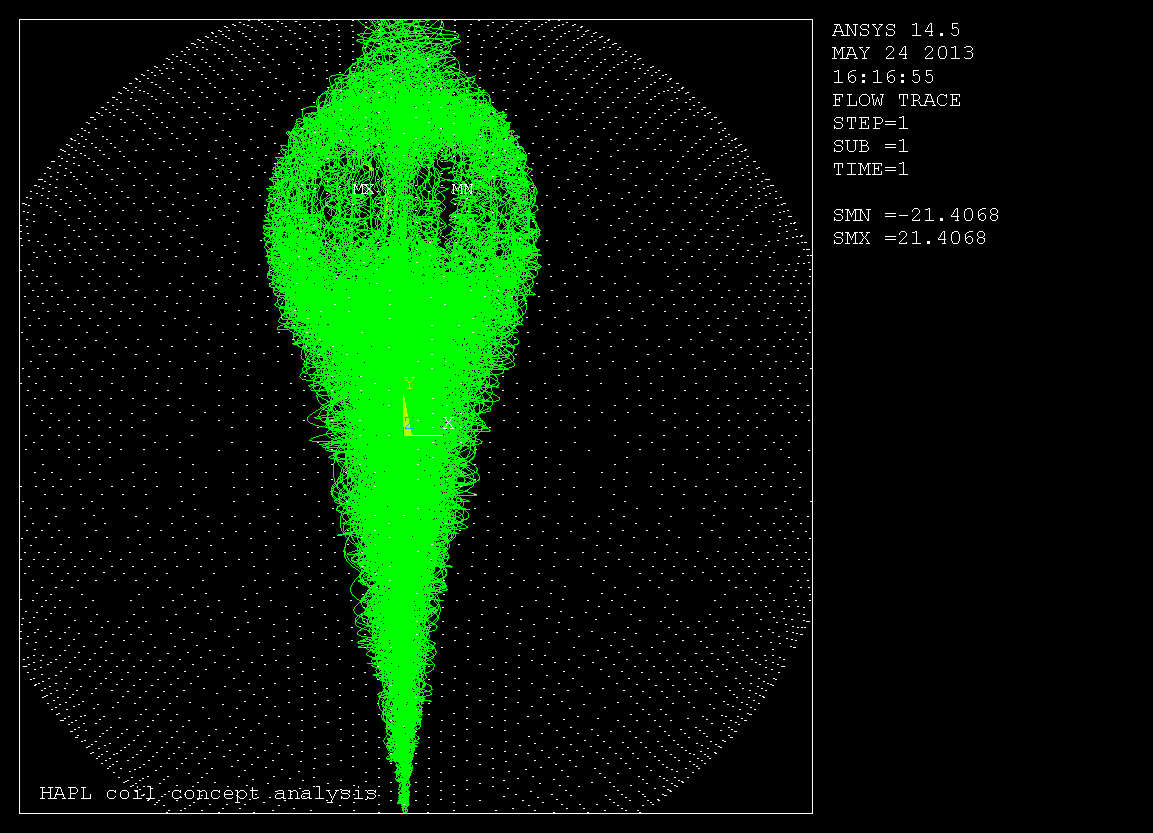 ANSYS 14.5
MAY 24 2013
16:16:55
FLOW TRACE
STEP=1
SUB =1
TIME=1
SMN =-21.4068
SMX =21.4068
MX MN
Y
Z X
HAPL coil concept analysis